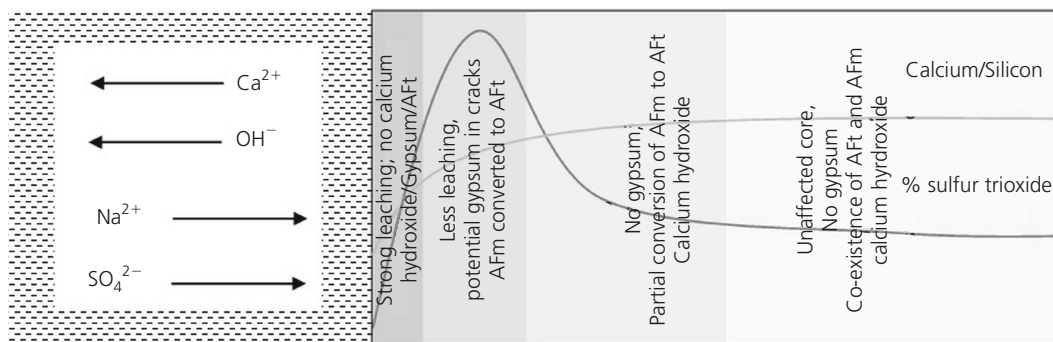 Ca²⁺
OH⁻
Na²⁺
SO₄²⁻
Strong leaching; no calcium
hydroxide/Gypsum/AFt
Less leaching,
potential gypsum in cracks
AFm converted to AFt
No gypsum,
Partial conversion of AFm to AFt
Calcium hydroxide
Unaffected core,
No gypsum
Co-existence of AFt and AFm
calcium hydroxide
Calcium/Silicon
% sulfur trioxide